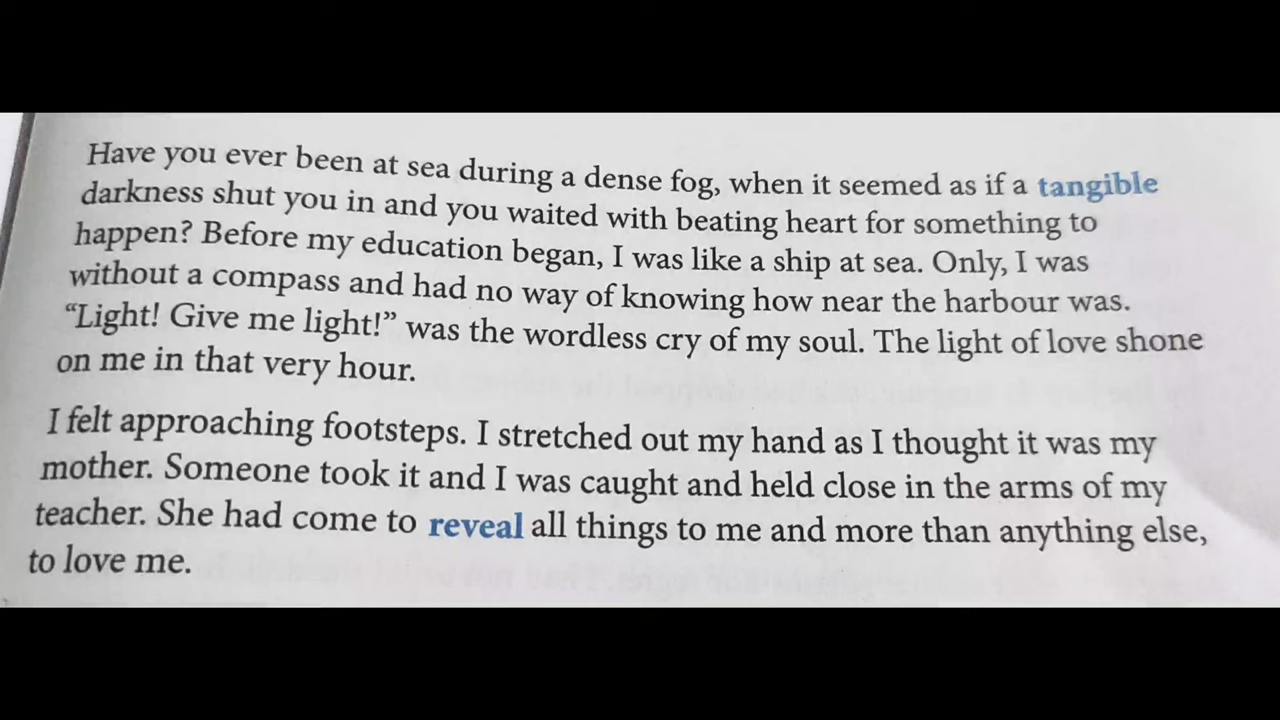 Have you ever been at sea during a dense fog, when it seemed as if a tangible
darkness shut you in and you waited with beating heart for something to
happen? Before my education began, I was like a ship at sea. Only, I was
without a compass and had no way of knowing how near the harbour was.
“Light! Give me light!” was the wordless cry of my soul. The light of love shone
on me in that very hour.
I felt approaching footsteps. I stretched out my hand as I thought it was my
mother. Someone took it and I was caught and held close in the arms of my
teacher. She had come to reveal all things to me and more than anything else,
to love me.